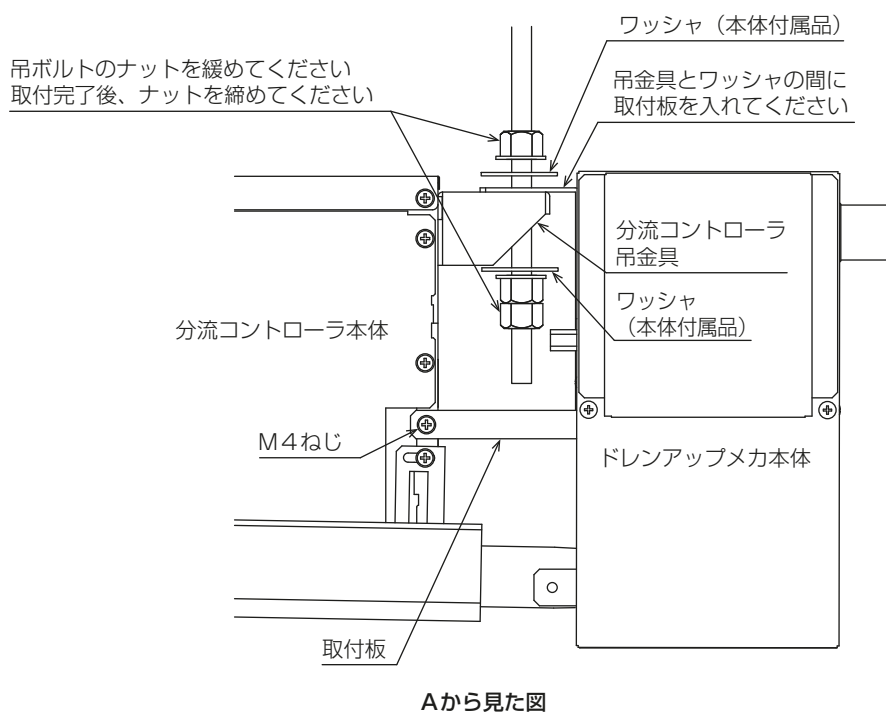 ワッシャ（本体付属品）
吊ボルトのナットを緩めてください
取付完了後、ナットを締めてください
吊金具とワッシャの間に
取付板を入れてください
分流コントローラ
吊金具
ワッシャ
（本体付属品）
分流コントローラ本体
M4ねじ
ドレンアップメカ本体
取付板
Aから見た図